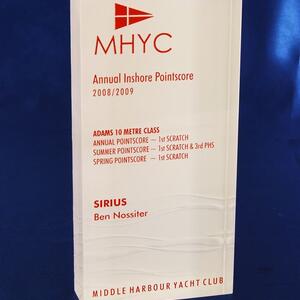 MHYC
Annual Inshore Pointscore
2008/2009
ADAMS 10 METRE CLASS
ANNUAL POINTSCORE — 1st SCRATCH
SUMMER POINTSCORE — 1st SCRATCH & 3rd PHS
SPRING POINTSCORE — 1st SCRATCH
SIRIUS
Ben Nossiter
MIDDLE HARBOUR YACHT CLUB